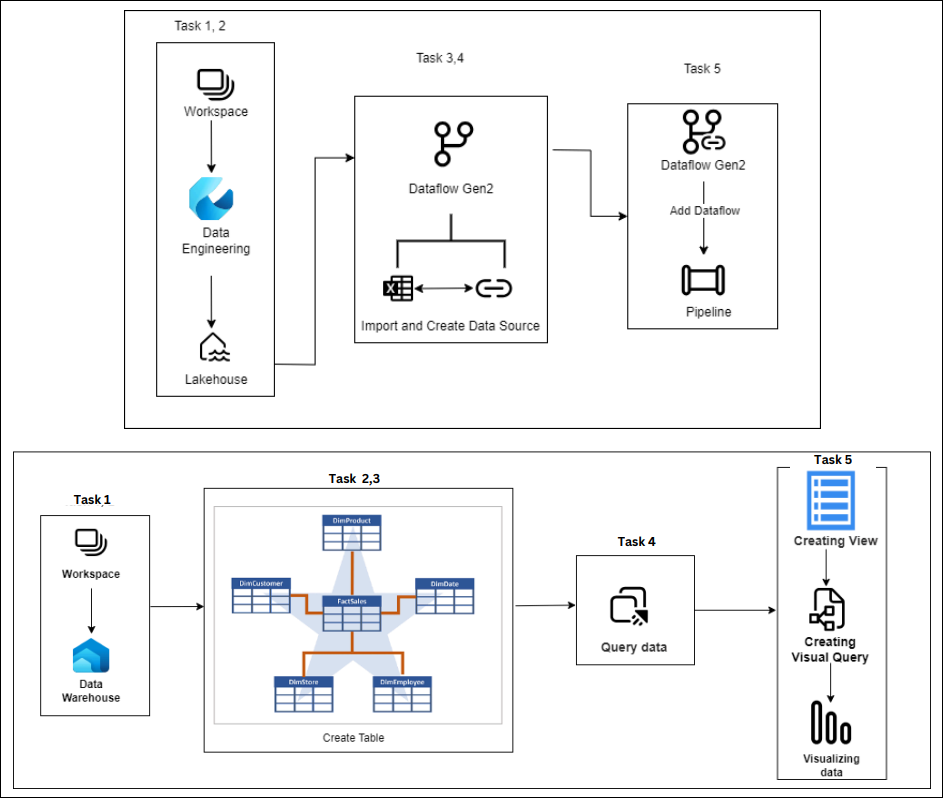 Task 1, 2
Workspace
Data
Engineering
Lakehouse
Task 3,4
Dataflow Gen2
Import and Create Data Source
Task 5
Dataflow Gen2
Add Dataflow
Pipeline
Task 1
Workspace
Data
Warehouse
Task 2,3
DimProduct
DimCustomer
DimDate
FactSales
DimStore
DimEmployee
Create Table
Task 4
Query data
Task 5
Creating View
Creating
Visual Query
Visualizing
data